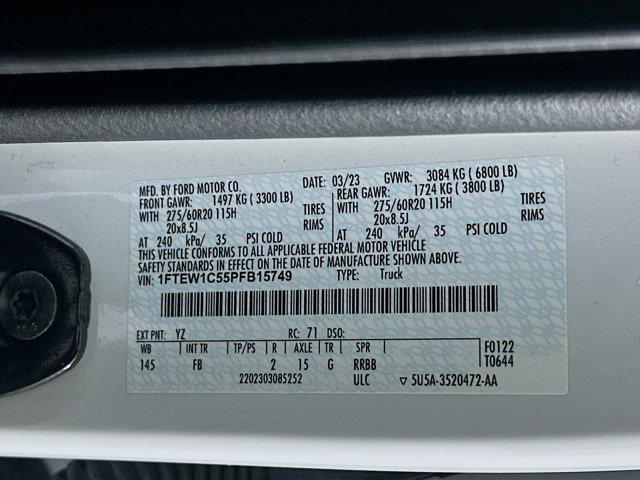 MFD. BY FORD MOTOR CO. DATE: 03/23 GVWR: 3084 KG ( 6800 LB)
FRONT GAWR: 1497 KG ( 3300 LB) REAR GAWR: 1724 KG ( 3800 LB)
WITH 275/60R20 115H TIRES WITH 275/60R20 115H TIRES
20x8.5J RIMS 20x8.5J RIMS
AT 240 kPa/ 35 PSI COLD AT 240 kPa/ 35 PSI COLD
THIS VEHICLE CONFORMS TO ALL APPLICABLE FEDERAL MOTOR VEHICLE
SAFETY STANDARDS IN EFFECT ON THE DATE OF MANUFACTURE SHOWN ABOVE.
VIN: 1FTEW1C55PFB15749 TYPE: Truck
EXT PNT: YZ RC: 71 DSO: F0122
WB INT TR TP/PS R AXLE TR SPR T0644
145 FB 2 15 G RRBB
2202303085252 ULC ▽ 5U5A-3520472-AA